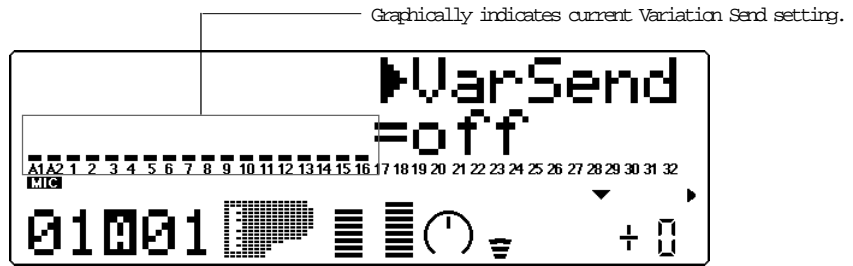 Graphically indicates current Variation Send setting.
VarSend
=off
A1 A2 1 2 3 4 5 6 7 8 9 10 11 12 13 14 15 16 17 18 19 20 21 22 23 24 25 26 27 28 29 30 31 32
MIC
01A01 + 0